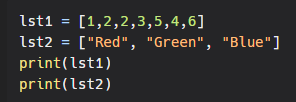 lst1 = [1,2,2,3,5,4,6]
lst2 = ["Red", "Green", "Blue"]
print(lst1)
print(lst2)